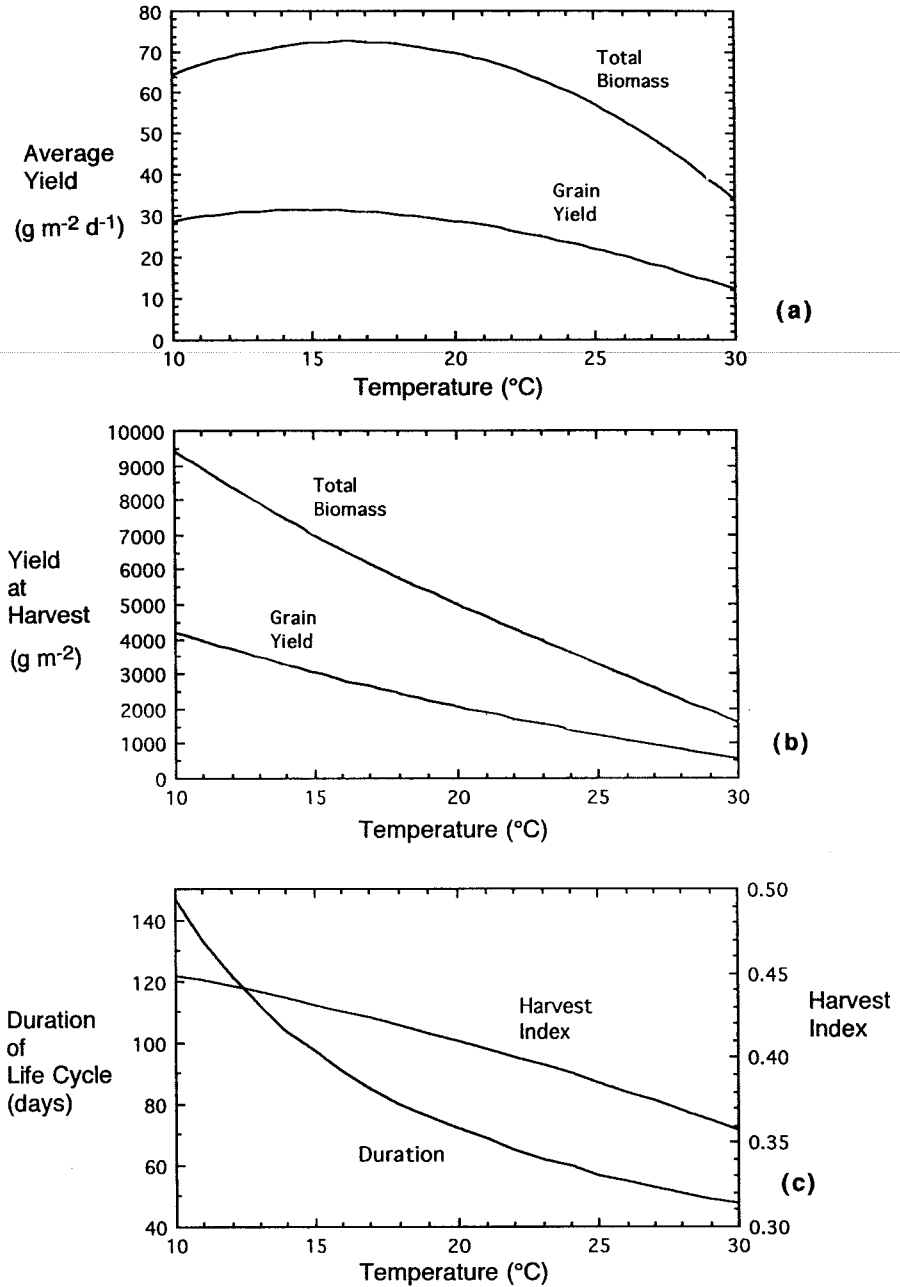 80
70
60
50
40
30
20
10
0
Average
Yield
(g m-2 d-1)
Total
Biomass
Grain
Yield
(a)
10 15 20 25 30
Temperature (°C)
10000
9000
8000
7000
6000
5000
4000
3000
2000
1000
0
Yield
at
Harvest
(g m-2)
Total
Biomass
Grain
Yield
(b)
10 15 20 25 30
Temperature (°C)
140
120
100
80
60
40
Duration
of
Life Cycle
(days)
Harvest
Index
Duration
0.50
0.45
0.40
0.35
0.30
Harvest
Index
(c)
10 15 20 25 30
Temperature (°C)